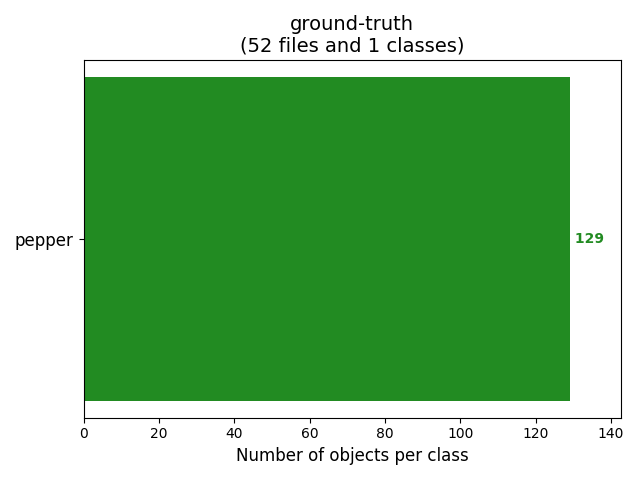 ground-truth
(52 files and 1 classes)
pepper
129
0 20 40 60 80 100 120 140
Number of objects per class